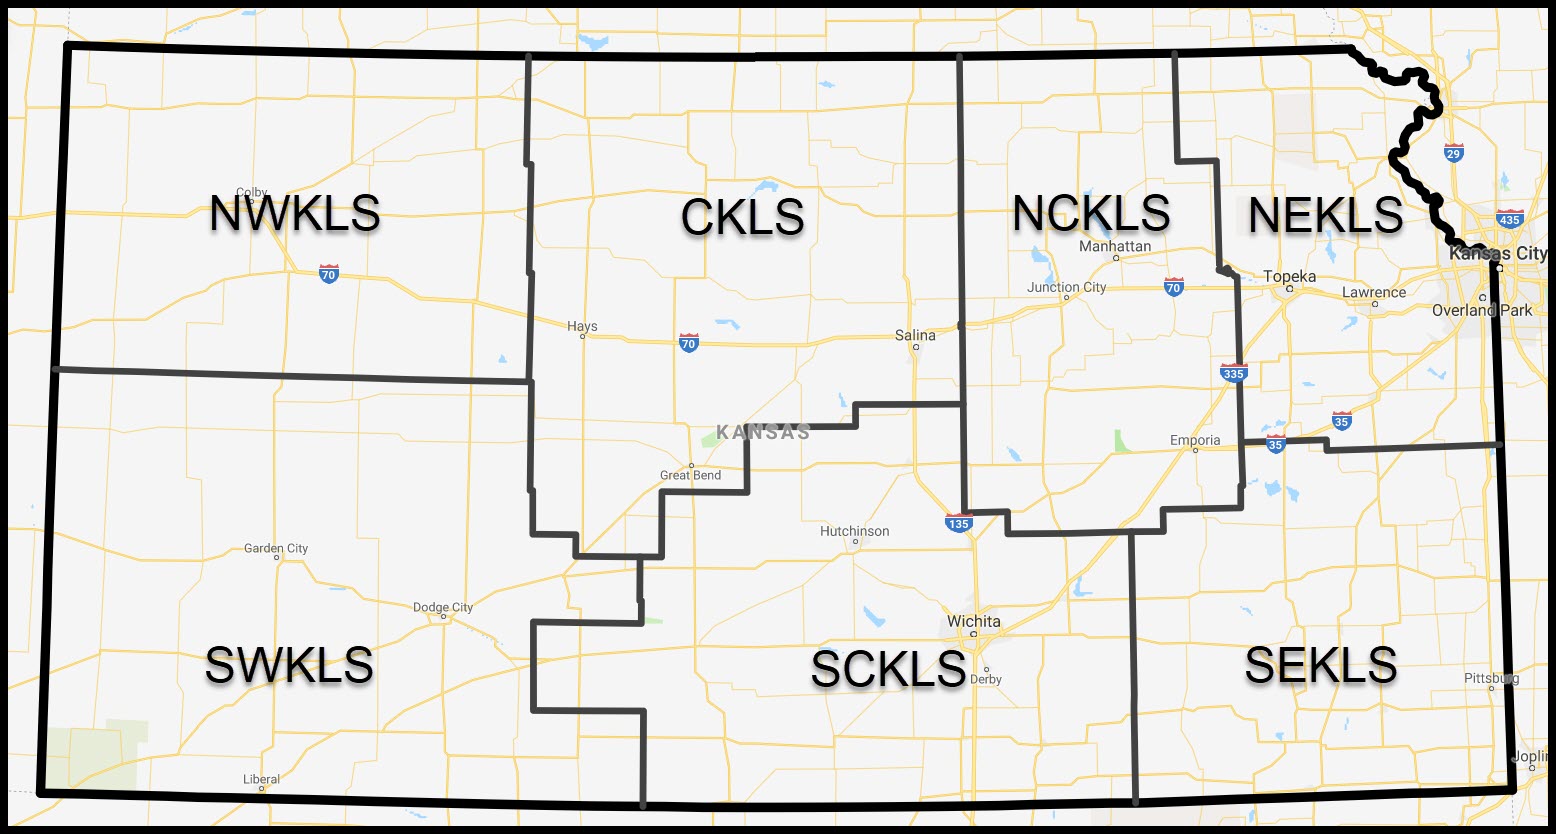 29
Colby
NWKLS
CKLS
NCKLS
NEKLS
435
Manhattan
Kansas City
70
Junction City
70
Topeka
Lawrence
Overland Park
Hays
70
Salina
335
KANSAS
35
Emporia
35
Great Bend
135
Hutchinson
Garden City
Dodge City
Wichita
SWKLS
SCKLS
Derby
SEKLS
Pittsburg
Liberal
Joplin